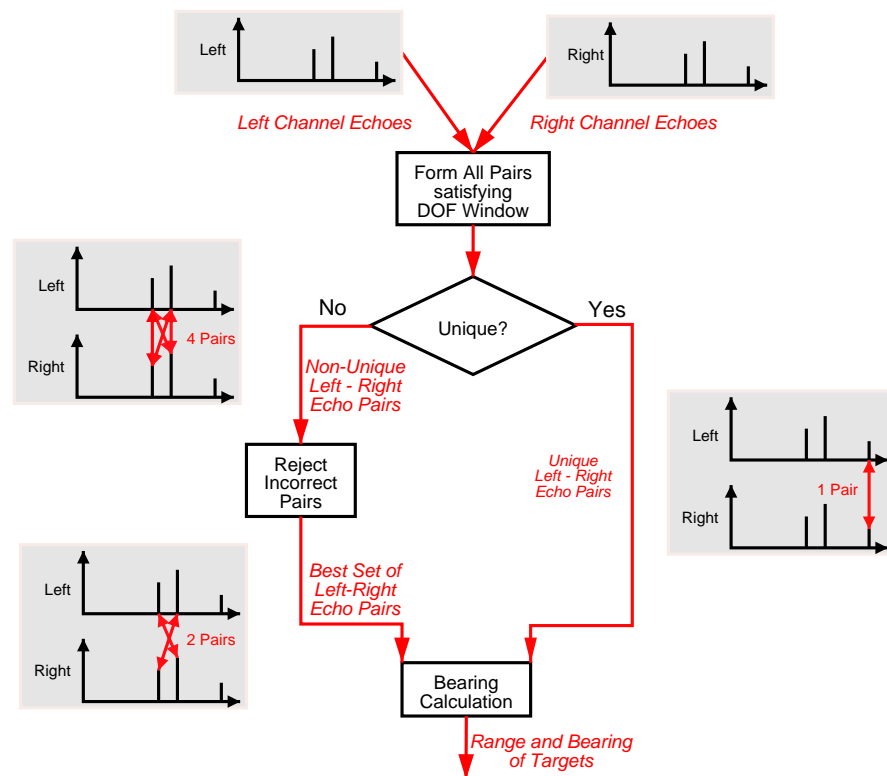 Left
Right
Left Channel Echoes
Right Channel Echoes
Form All Pairs
satisfying
DOF Window
Left
4 Pairs
Right
No
Unique?
Yes
Non-Unique
Left - Right
Echo Pairs
Reject
Incorrect
Pairs
Unique
Left - Right
Echo Pairs
Left
1 Pair
Right
Left
2 Pairs
Right
Best Set of
Left-Right
Echo Pairs
Bearing
Calculation
Range and Bearing
of Targets